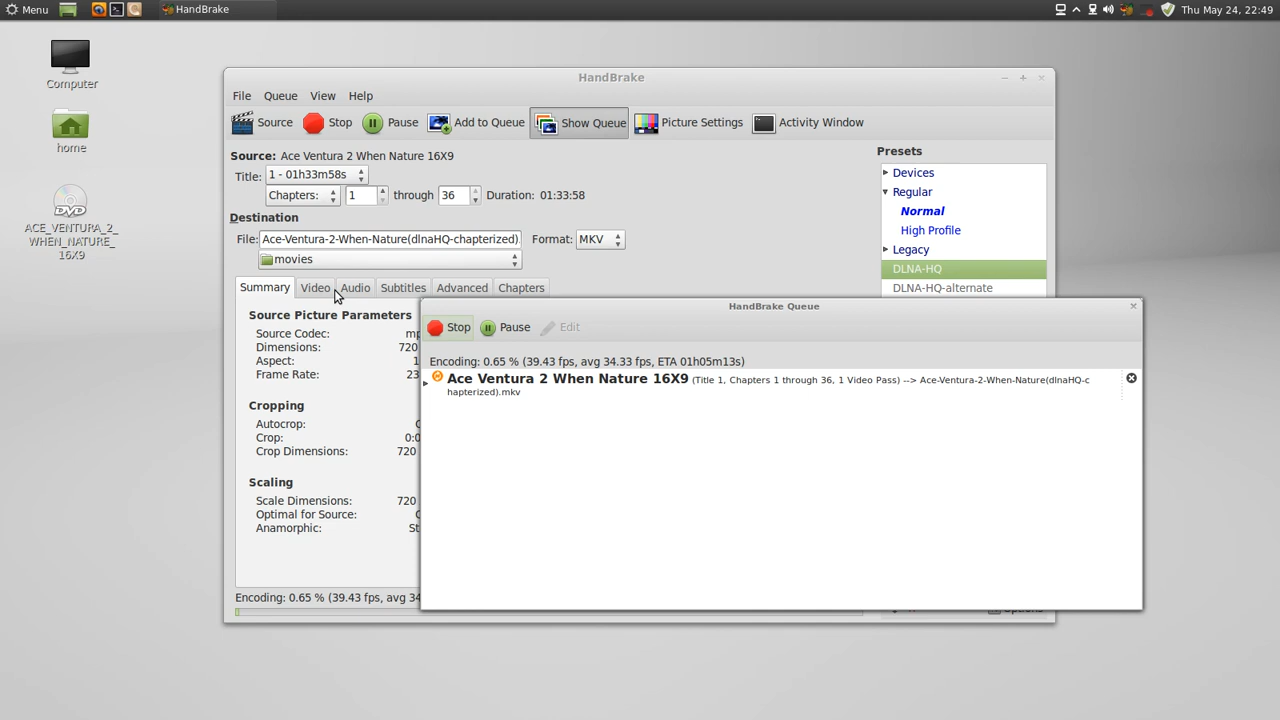 Menu
HandBrake
Thu May 24, 22:49
Computer
home
ACE_VENTURA_2_
WHEN_NATURE_
16X9
HandBrake
File Queue View Help
Source Stop Pause Add to Queue Show Queue Picture Settings Activity Window
Source: Ace Ventura 2 When Nature 16X9
Title: 1 - 01h33m58s
Chapters: 1 through 36 Duration: 01:33:58
Destination
File: Ace-Ventura-2-When-Nature(dlnaHQ-chapterized). Format: MKV
movies
Summary Video Audio Subtitles Advanced Chapters
Presets
Devices
Regular
Normal
High Profile
Legacy
DLNA-HQ
DLNA-HQ-alternate
Source Picture Parameters
Source Codec: mp
Dimensions: 720
Aspect: 1
Frame Rate: 23
Cropping
Autocrop:
Crop: 0:0
Crop Dimensions: 720
Scaling
Scale Dimensions: 720
Optimal for Source:
Anamorphic: St
Encoding: 0.65 % (39.43 fps, avg 34
HandBrake Queue
Stop Pause Edit
Encoding: 0.65 % (39.43 fps, avg 34.33 fps, ETA 01h05m13s)
Ace Ventura 2 When Nature 16X9 (Title 1, Chapters 1 through 36, 1 Video Pass) --> Ace-Ventura-2-When-Nature(dlnaHQ-c
hapterized).mkv